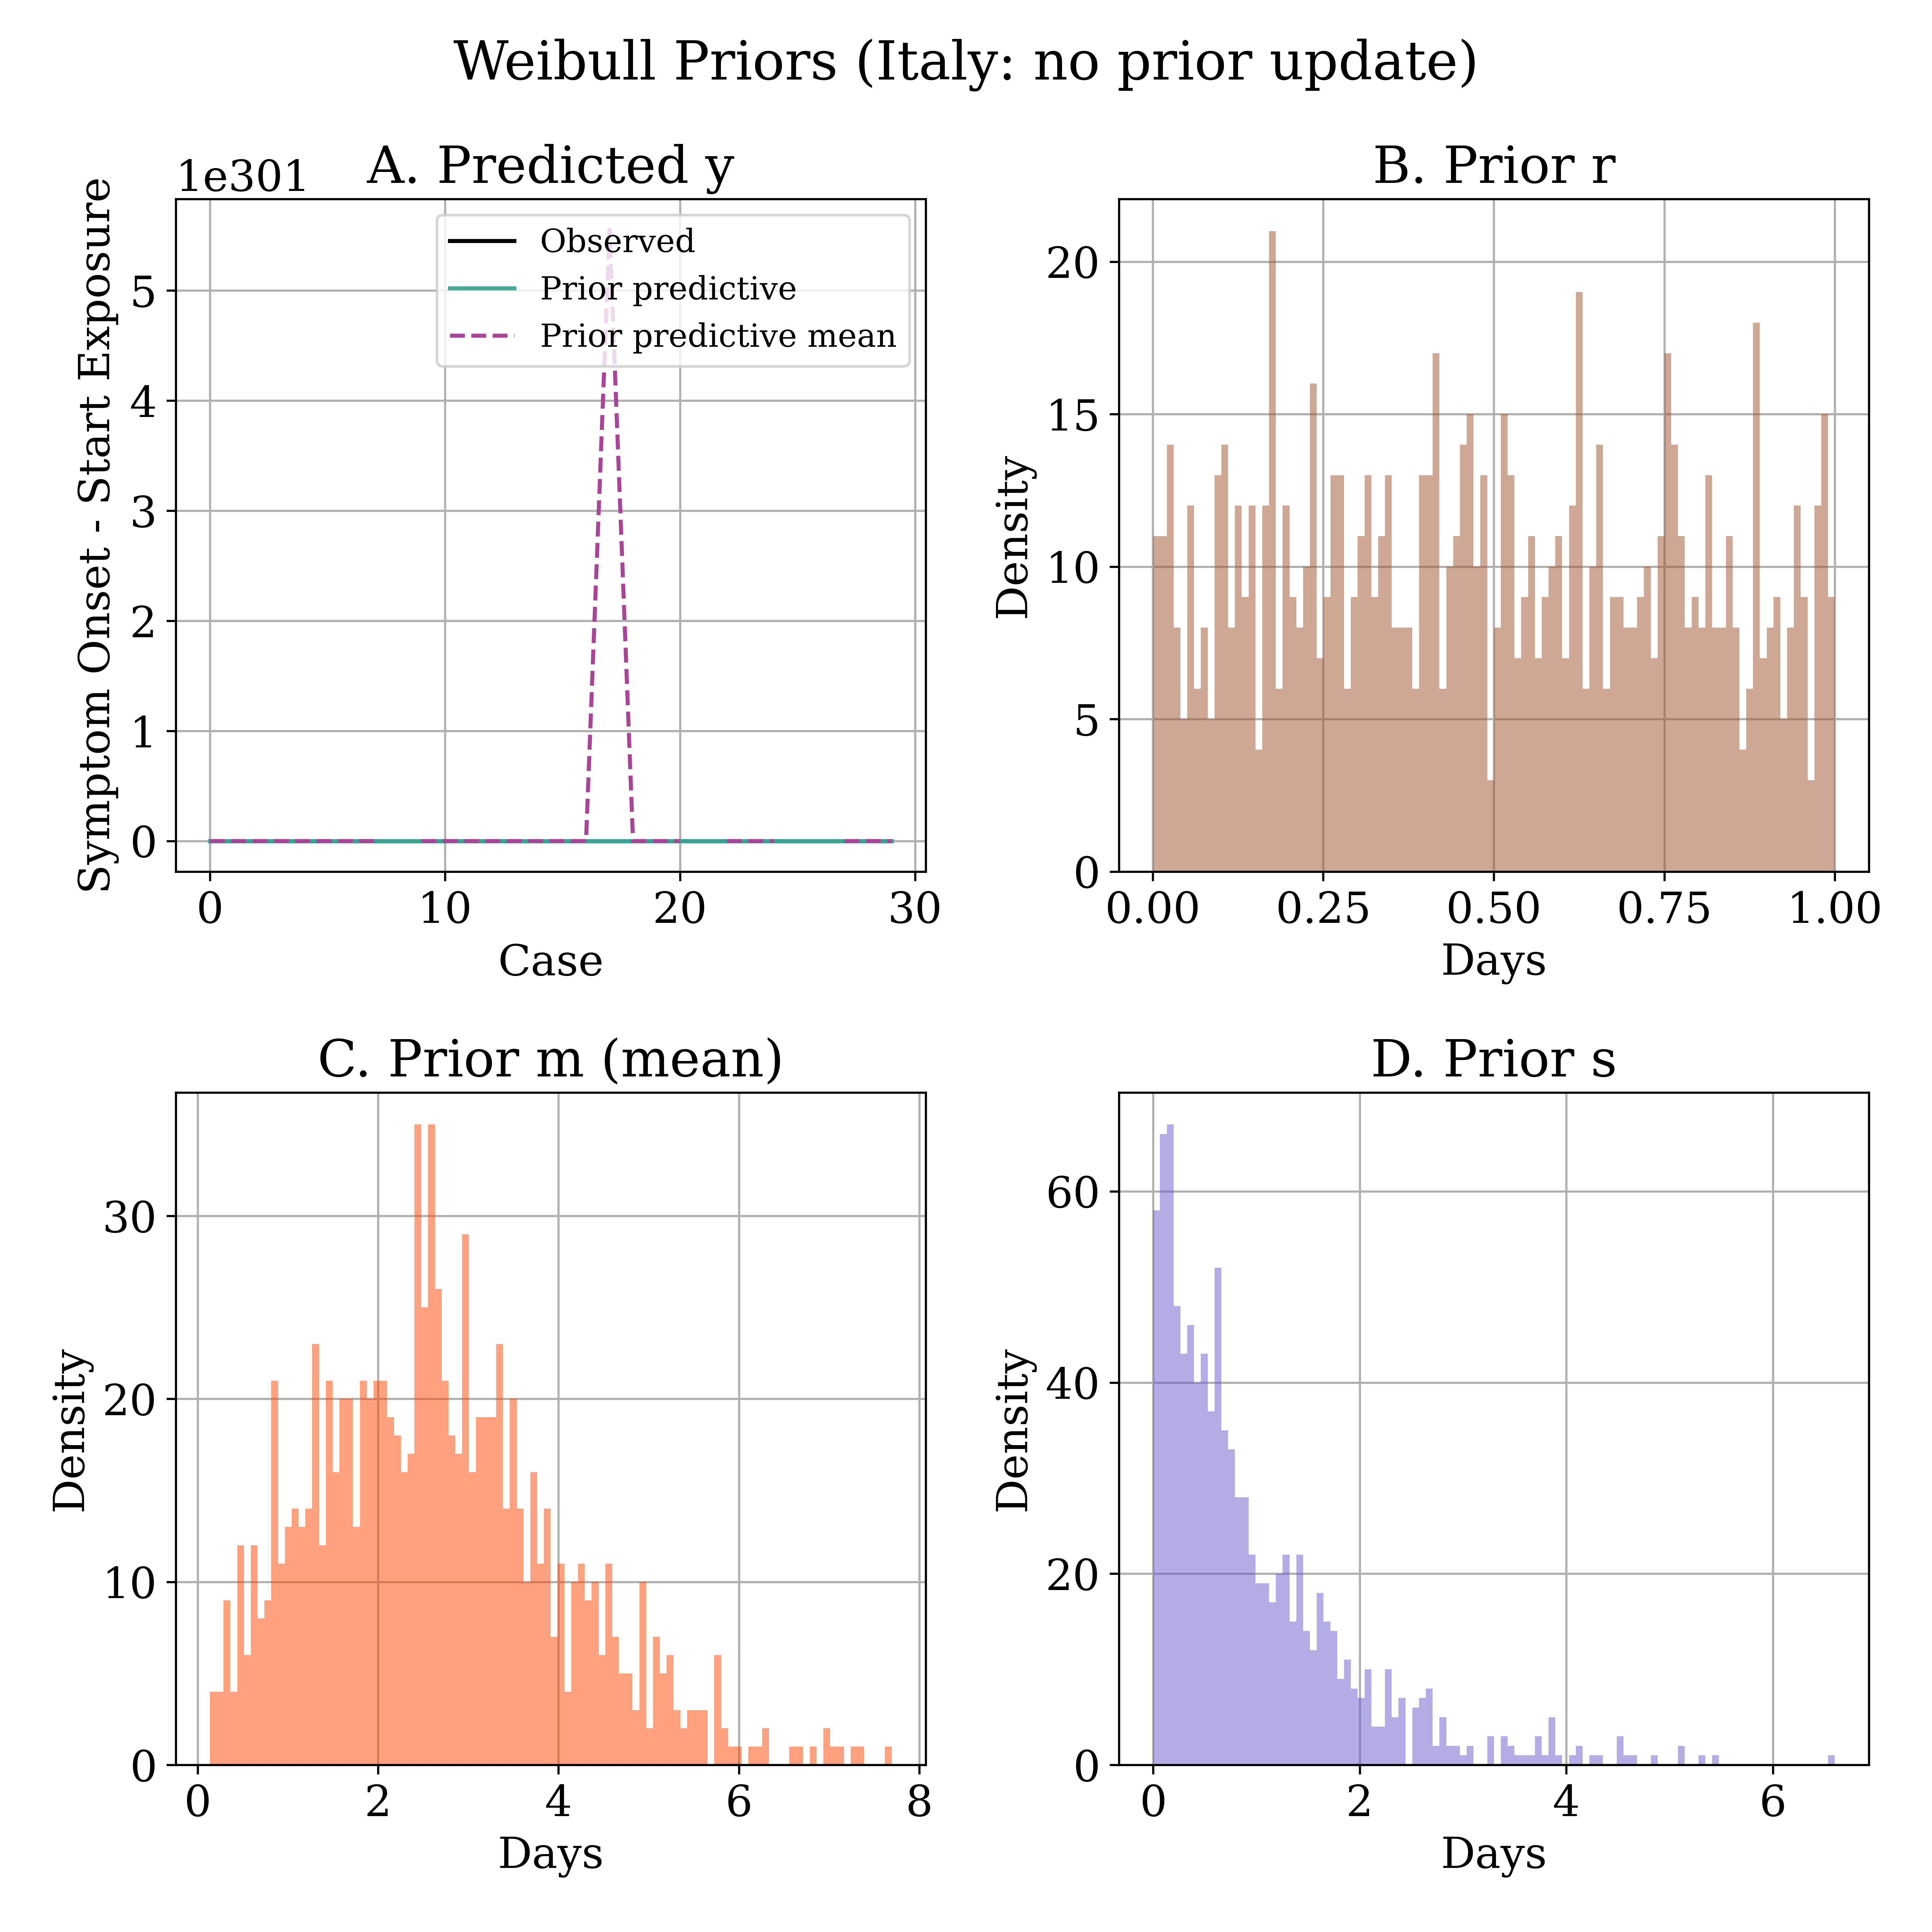 Weibull Priors (Italy: no prior update)
A. Predicted y
1e301
Symptom Onset - Start Exposure
5
4
3
2
1
0
Observed
Prior predictive
Prior predictive mean
0 10 20 30
Case
B. Prior r
Density
20
15
10
5
0
0.00 0.25 0.50 0.75 1.00
Days
C. Prior m (mean)
Density
30
20
10
0
0 2 4 6 8
Days
D. Prior s
Density
60
40
20
0
0 2 4 6
Days